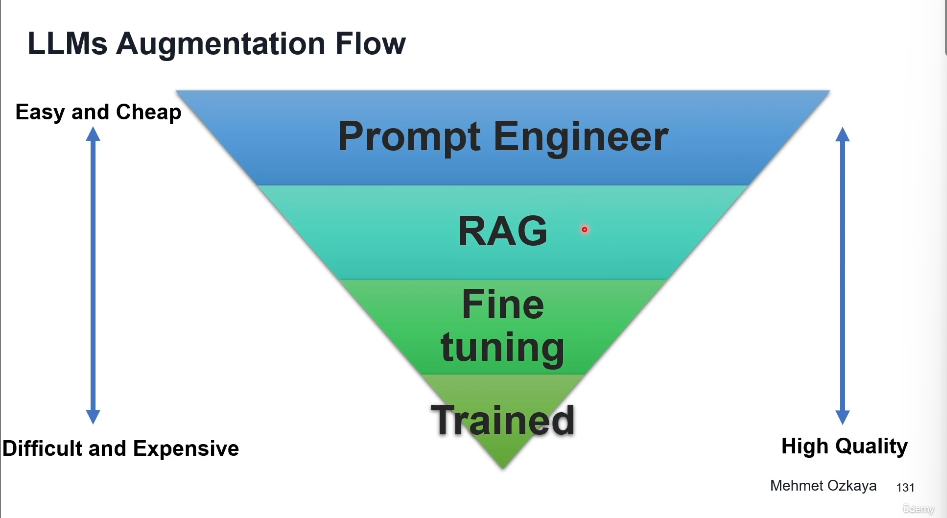 LLMs Augmentation Flow
Easy and Cheap
Prompt Engineer
RAG
Fine
tuning
Trained
Difficult and Expensive
High Quality
Mehmet Ozkaya 131
ûdemy